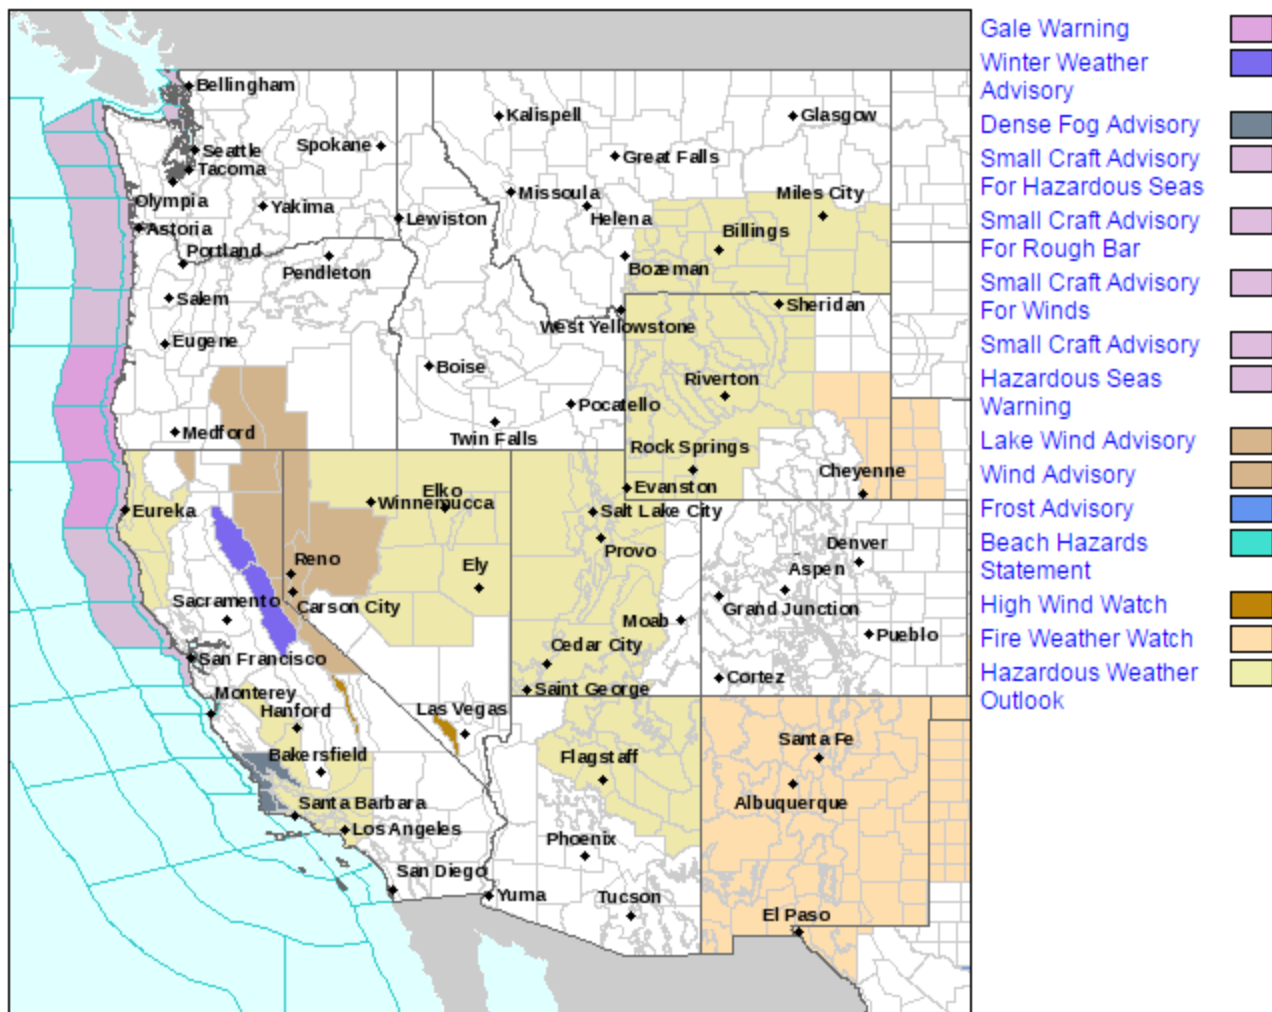 Bellingham
Seattle
Tacoma
Olympia
Spokane
Yakima
Astoria
Portland
Pendleton
Lewiston
Salem
Eugene
Medford
Kalispell
Glasgow
Great Falls
Missoula
Helena
Miles City
Billings
Bozeman
West Yellowstone
Sheridan
Boise
Pocatello
Twin Falls
Riverton
Rock Springs
Evanston
Cheyenne
Eureka
Elko
Winnemucca
Reno
Carson City
Ely
Salt Lake City
Provo
Denver
Aspen
Grand Junction
Moab
Pueblo
Cedar City
Cortez
Saint George
Sacramento
San Francisco
Monterey
Hanford
Las Vegas
Bakersfield
Santa Barbara
Los Angeles
San Diego
Yuma
Flagstaff
Phoenix
Tucson
Santa Fe
Albuquerque
El Paso
Gale Warning
Winter Weather
Advisory
Dense Fog Advisory
Small Craft Advisory
For Hazardous Seas
Small Craft Advisory
For Rough Bar
Small Craft Advisory
For Winds
Small Craft Advisory
Hazardous Seas
Warning
Lake Wind Advisory
Wind Advisory
Frost Advisory
Beach Hazards
Statement
High Wind Watch
Fire Weather Watch
Hazardous Weather
Outlook